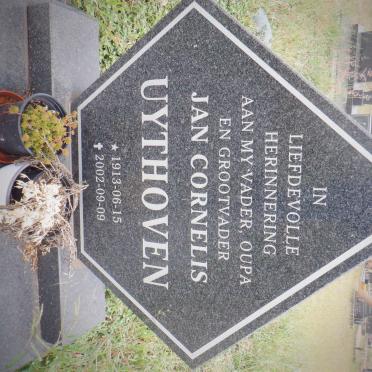 IN
LIEFDEVOLLE
HERINNERING
AAN MY VADER OUPA
EN GROOTVADER
JAN CORNELIS
UYTHOVEN
★ 1913-06-15
✝ 2002-09-09